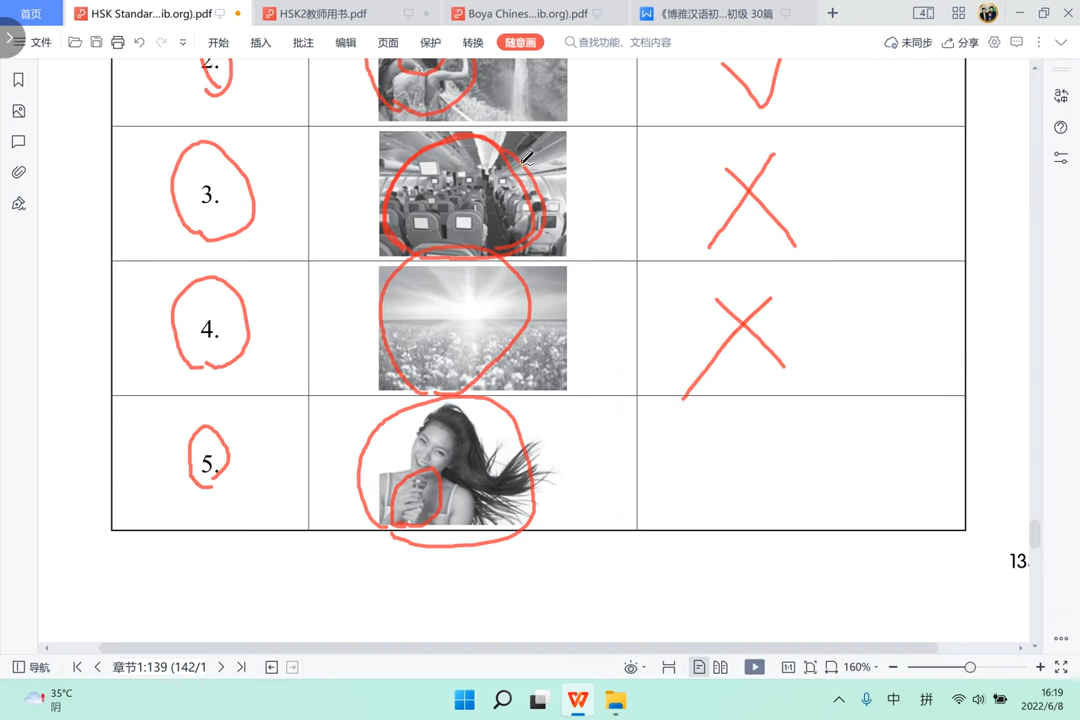 首页 HSK Standar...ib.org).pdf HSK2教师用书.pdf Boya Chines...ib.org).pdf 《博雅汉语初...初级 30篇
文件 开始 插入 批注 编辑 页面 保护 转换 随意画 查找功能、文档内容 未同步 分享
2.
3.
4.
5.
13
导航 章节1:139 (142/1 1:1 160%
35°C
阴
中 拼
16:19
2022/6/8